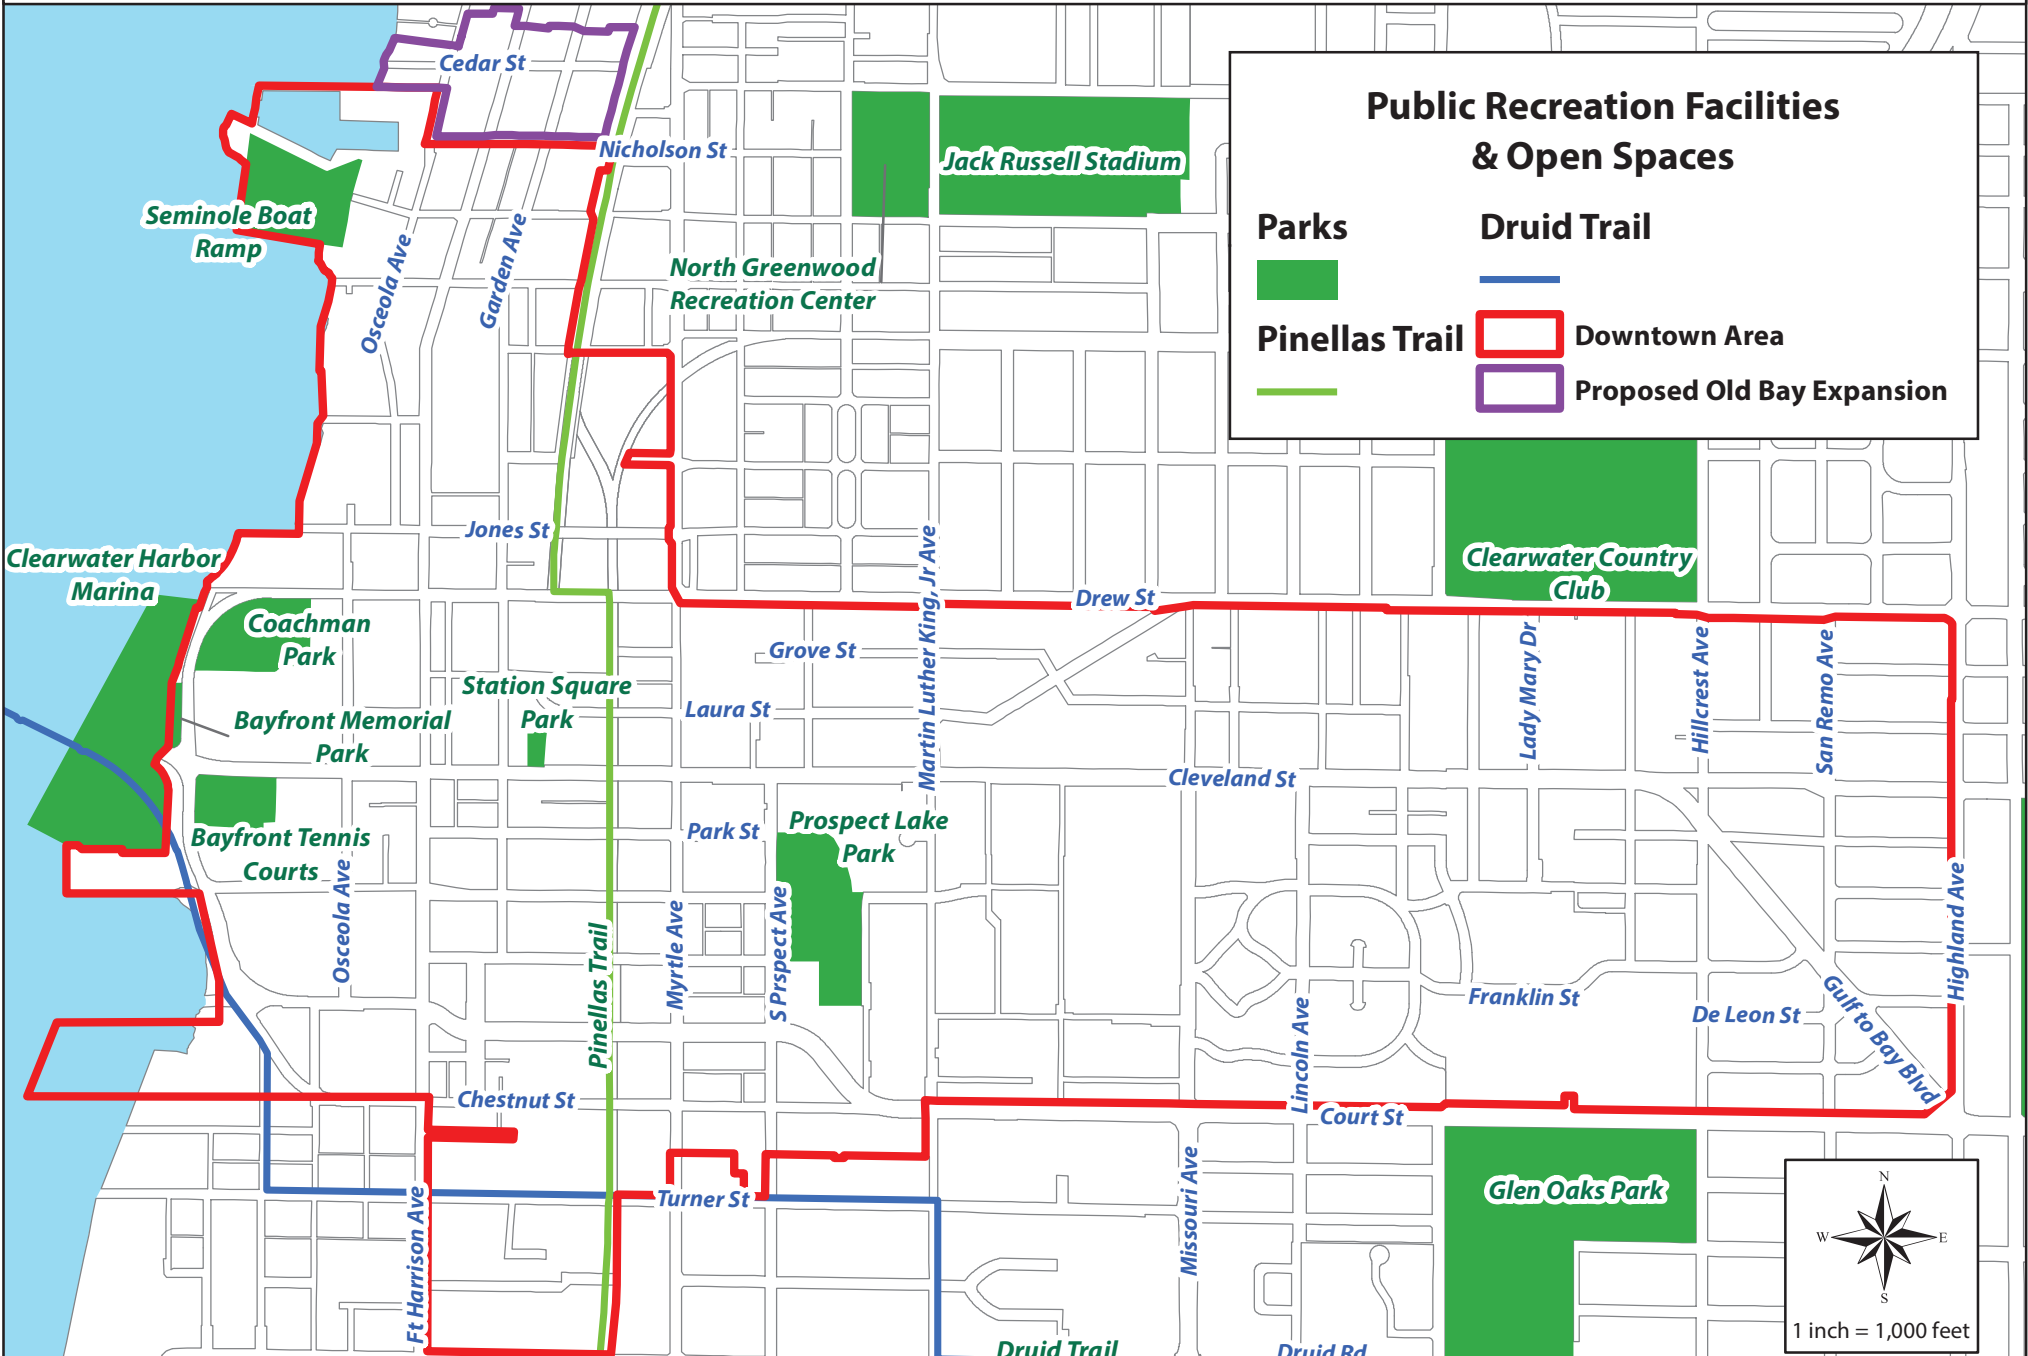 Public Recreation Facilities
& Open Spaces
Parks
Druid Trail
Pinellas Trail
Downtown Area
Proposed Old Bay Expansion
Cedar St
Nicholson St
Jack Russell Stadium
Seminole Boat
Ramp
Osceola Ave
Garden Ave
North Greenwood
Recreation Center
Jones St
Clearwater Harbor
Marina
Martin Luther King, Jr Ave
Drew St
Clearwater Country
Club
Coachman
Park
Grove St
Lady Mary Dr
Hillcrest Ave
San Remo Ave
Station Square
Park
Laura St
Bayfront Memorial
Park
Cleveland St
Park St
Prospect Lake
Park
Bayfront Tennis
Courts
Osceola Ave
Pinellas Trail
Myrtle Ave
S Prspect Ave
Highland Ave
Franklin St
De Leon St
Gulf to Bay Blvd
Lincoln Ave
Chestnut St
Court St
Missouri Ave
Turner St
Ft Harrison Ave
Glen Oaks Park
N
W
E
S
1 inch = 1,000 feet
Druid Trail
Druid Rd